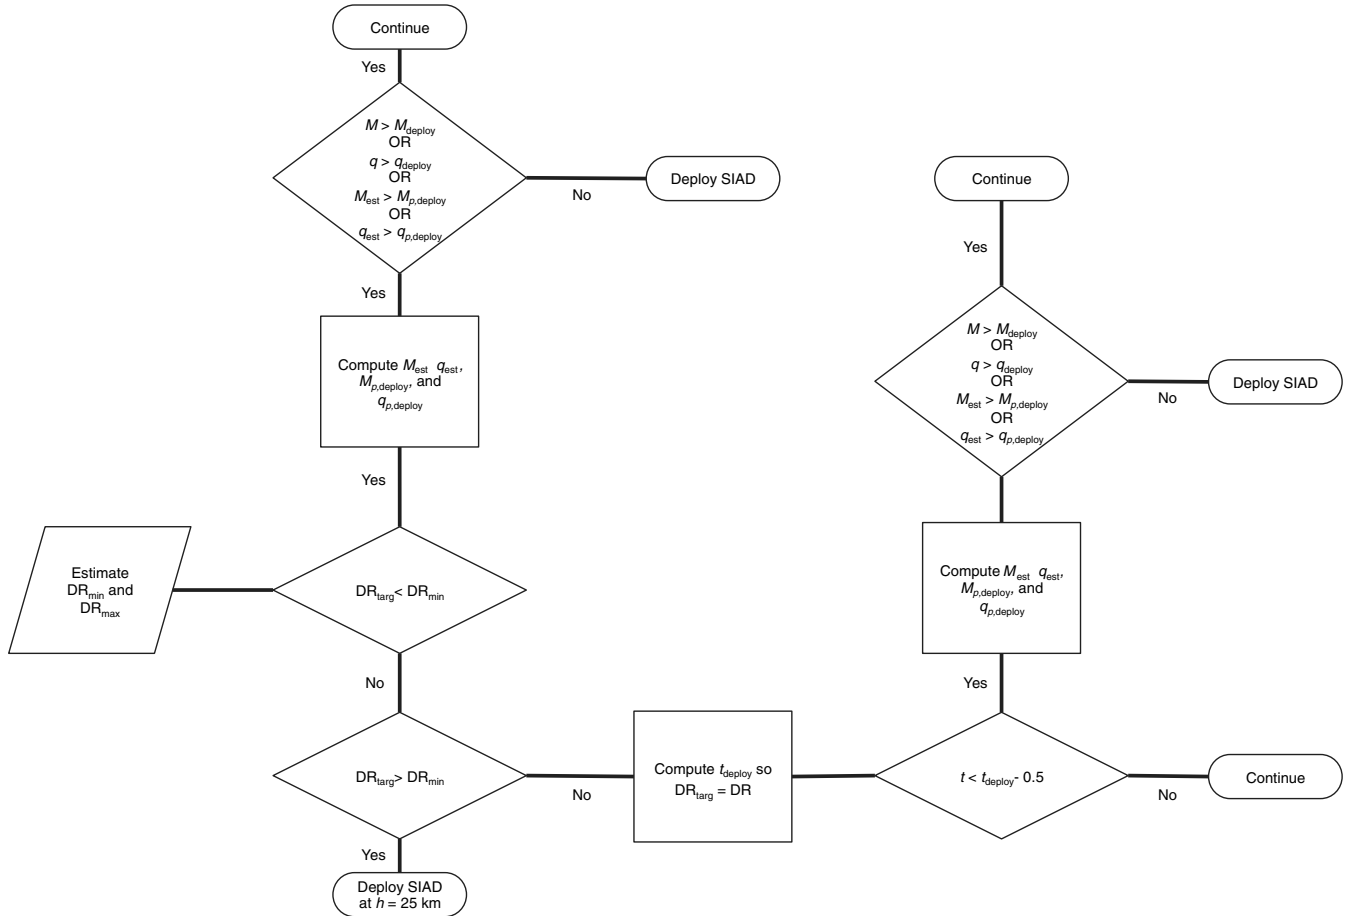 Continue
Yes
M > Mdeploy
OR
q > qdeploy
OR
Mest > Mp,deploy
OR
qest > qp,deploy
No
Deploy SIAD
Yes
Compute Mest qest,
Mp,deploy, and
qp,deploy
Yes
Estimate
DRmin and
DRmax
DRtarg< DRmin
No
DRtarg> DRmin
Yes
Deploy SIAD
at h = 25 km
No
Compute tdeploy so
DRtarg = DR
Continue
Yes
M > Mdeploy
OR
q > qdeploy
OR
Mest > Mp,deploy
OR
qest > qp,deploy
No
Deploy SIAD
Compute Mest qest,
Mp,deploy, and
qp,deploy
Yes
t < tdeploy- 0.5
No
Continue